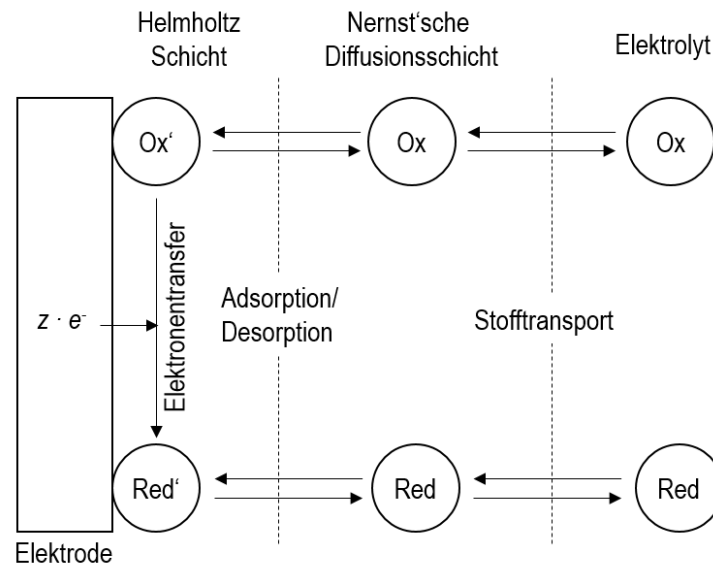 Helmholtz
Schicht
Nernst‘sche
Diffusionsschicht
Elektrolyt
Ox‘
Ox
Ox
z · e-
Elektronentransfer
Adsorption/
Desorption
Stofftransport
Red‘
Red
Red
Elektrode